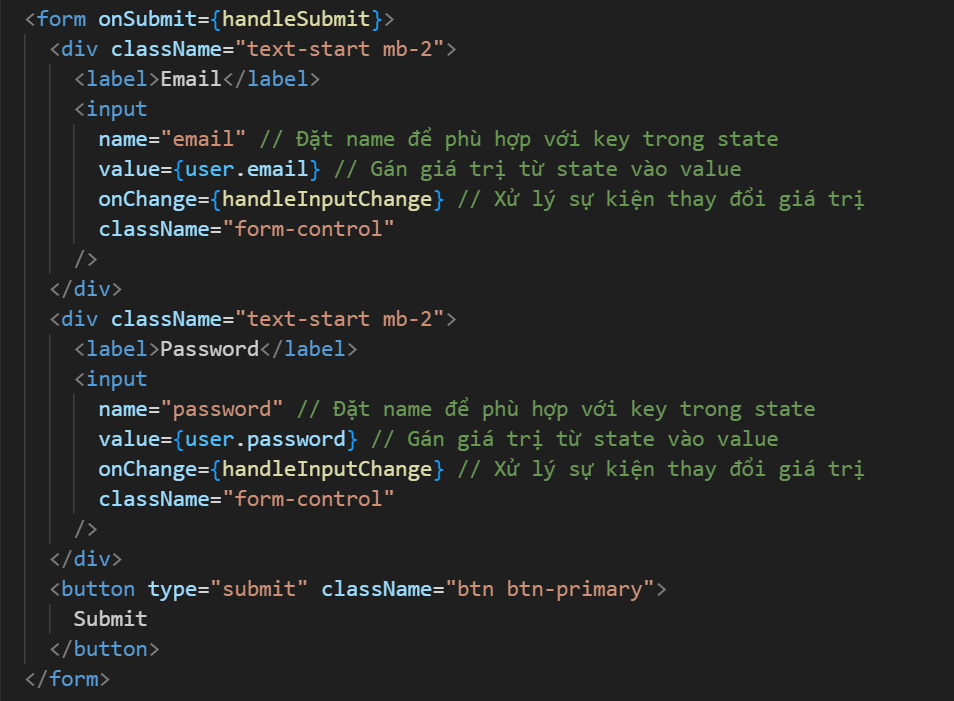 <form onSubmit={handleSubmit}>
<div className="text-start mb-2">
<label>Email</label>
<input
name="email" // Đặt name để phù hợp với key trong state
value={user.email} // Gán giá trị từ state vào value
onChange={handleInputChange} // Xử lý sự kiện thay đổi giá trị
className="form-control"
/>
</div>
<div className="text-start mb-2">
<label>Password</label>
<input
name="password" // Đặt name để phù hợp với key trong state
value={user.password} // Gán giá trị từ state vào value
onChange={handleInputChange} // Xử lý sự kiện thay đổi giá trị
className="form-control"
/>
</div>
<button type="submit" className="btn btn-primary">
Submit
</button>
</form>